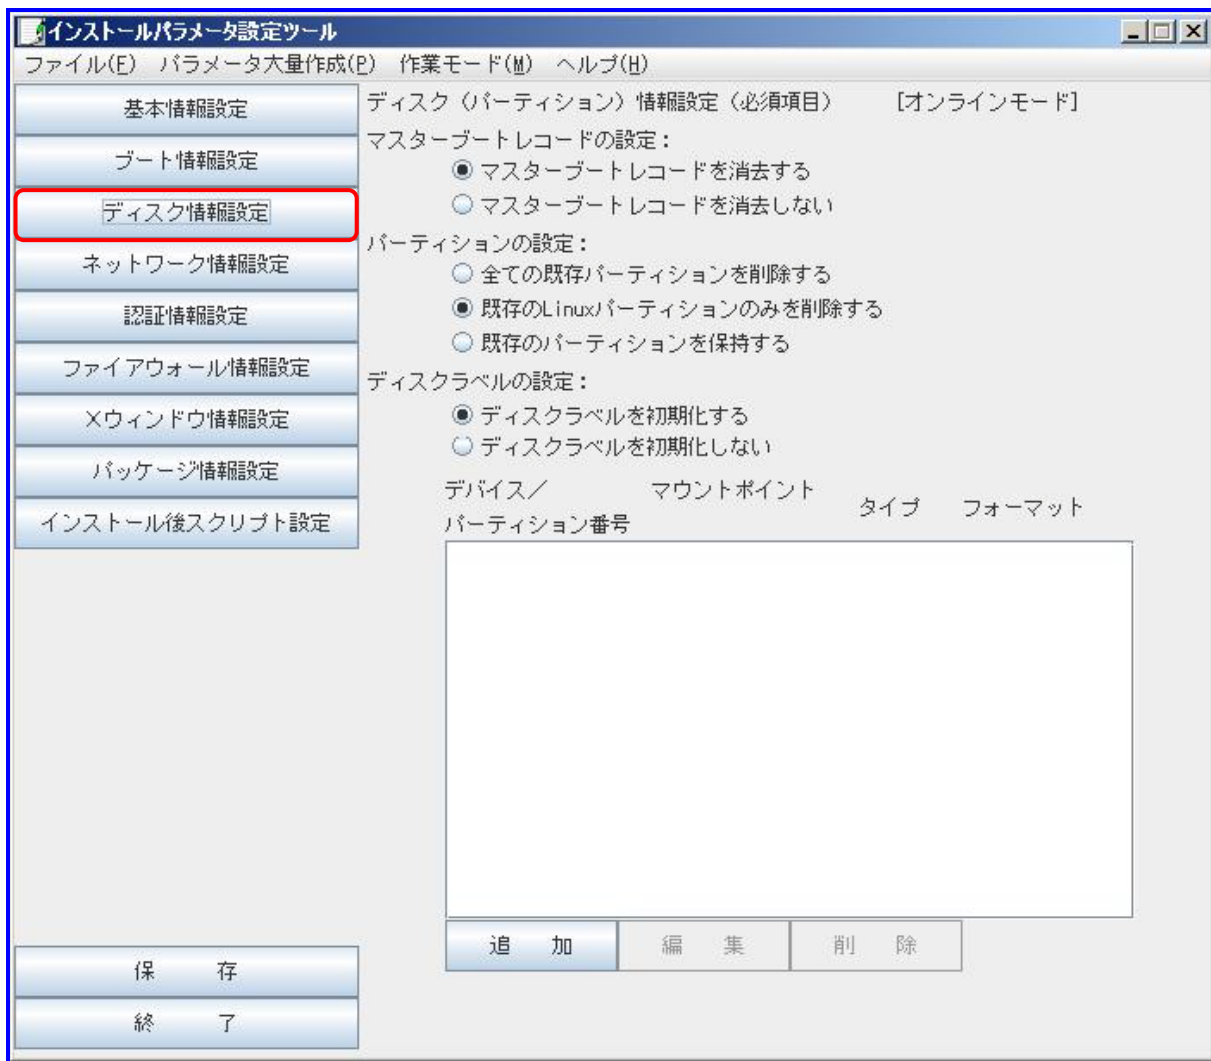 インストールパラメータ設定ツール
ファイル(F) パラメータ大量作成(P) 作業モード(M) ヘルプ(H)
基本情報設定
ブート情報設定
ディスク情報設定
ネットワーク情報設定
認証情報設定
ファイアウォール情報設定
Xウィンドウ情報設定
パッケージ情報設定
インストール後スクリプト設定
保 存
終 了
ディスク（パーティション）情報設定（必須項目） [オンラインモード]
マスターブートレコードの設定：
マスターブートレコードを消去する
マスターブートレコードを消去しない
パーティションの設定：
全ての既存パーティションを削除する
既存のLinuxパーティションのみを削除する
既存のパーティションを保持する
ディスクラベルの設定：
ディスクラベルを初期化する
ディスクラベルを初期化しない
デバイス／ マウントポイント
パーティション番号 タイプ フォーマット
追 加 編 集 削 除